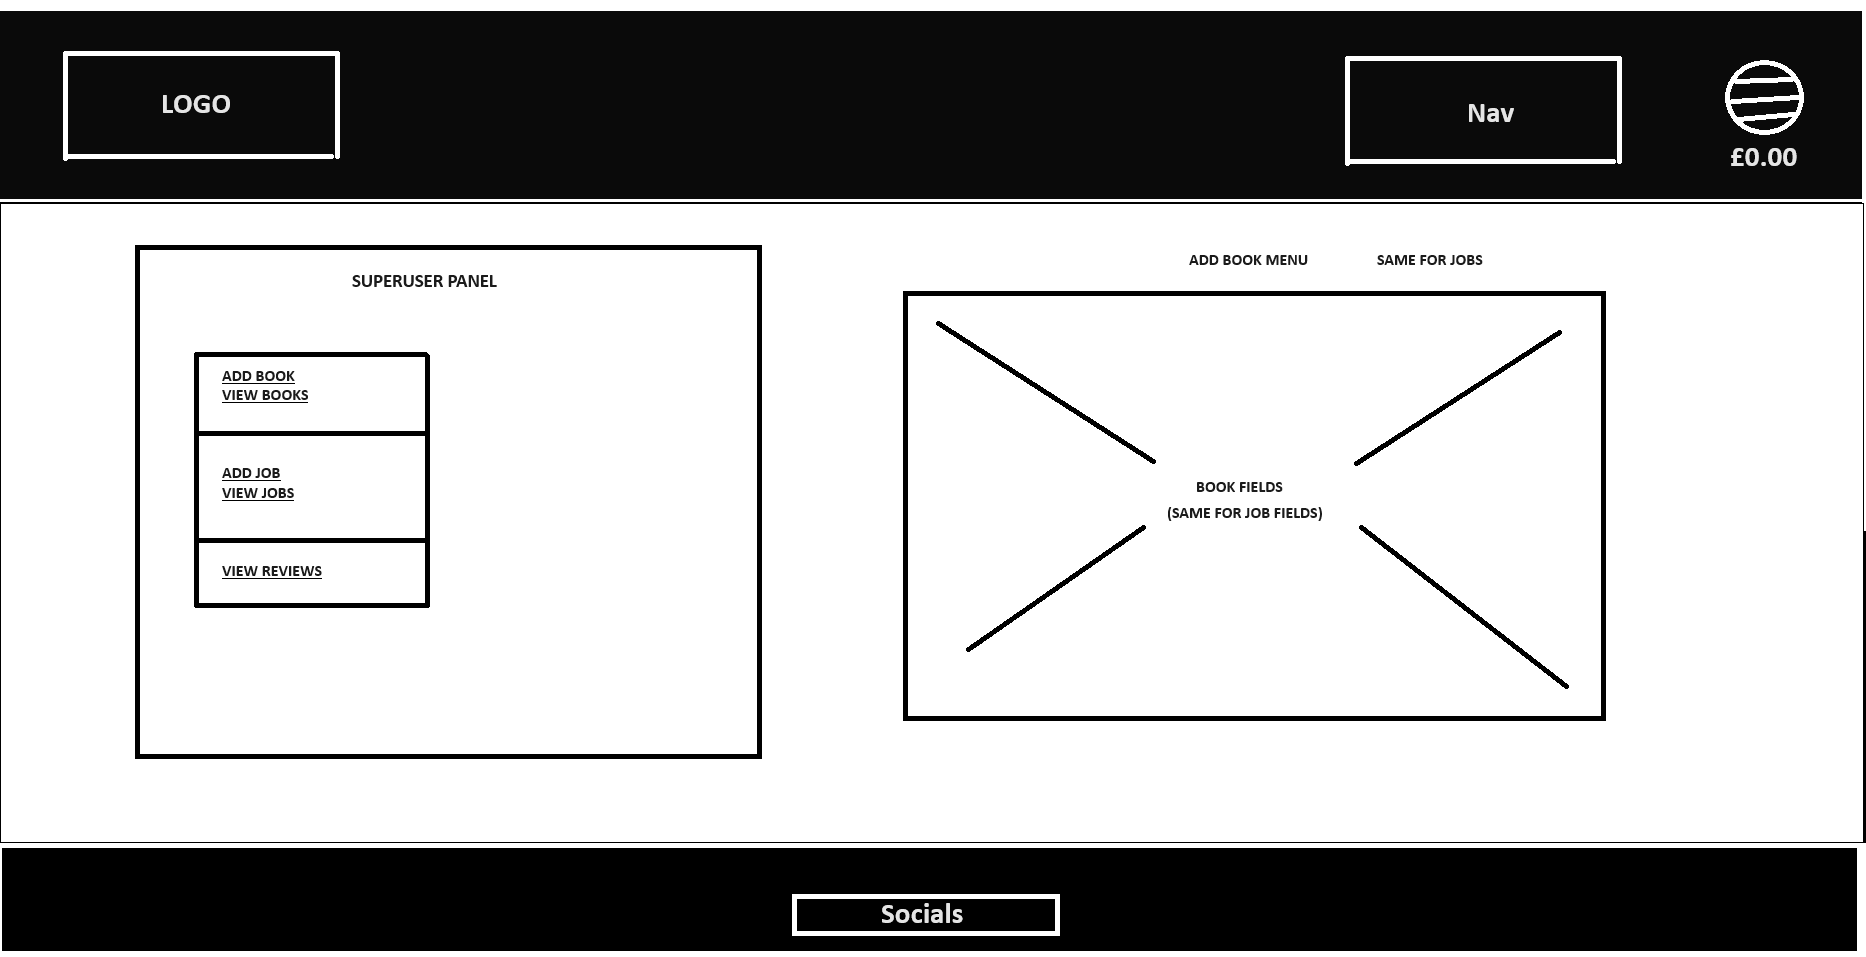 LOGO
Nav
£0.00
SUPERUSER PANEL
ADD BOOK
VIEW BOOKS
ADD JOB
VIEW JOBS
VIEW REVIEWS
ADD BOOK MENU
SAME FOR JOBS
BOOK FIELDS
(SAME FOR JOB FIELDS)
Socials